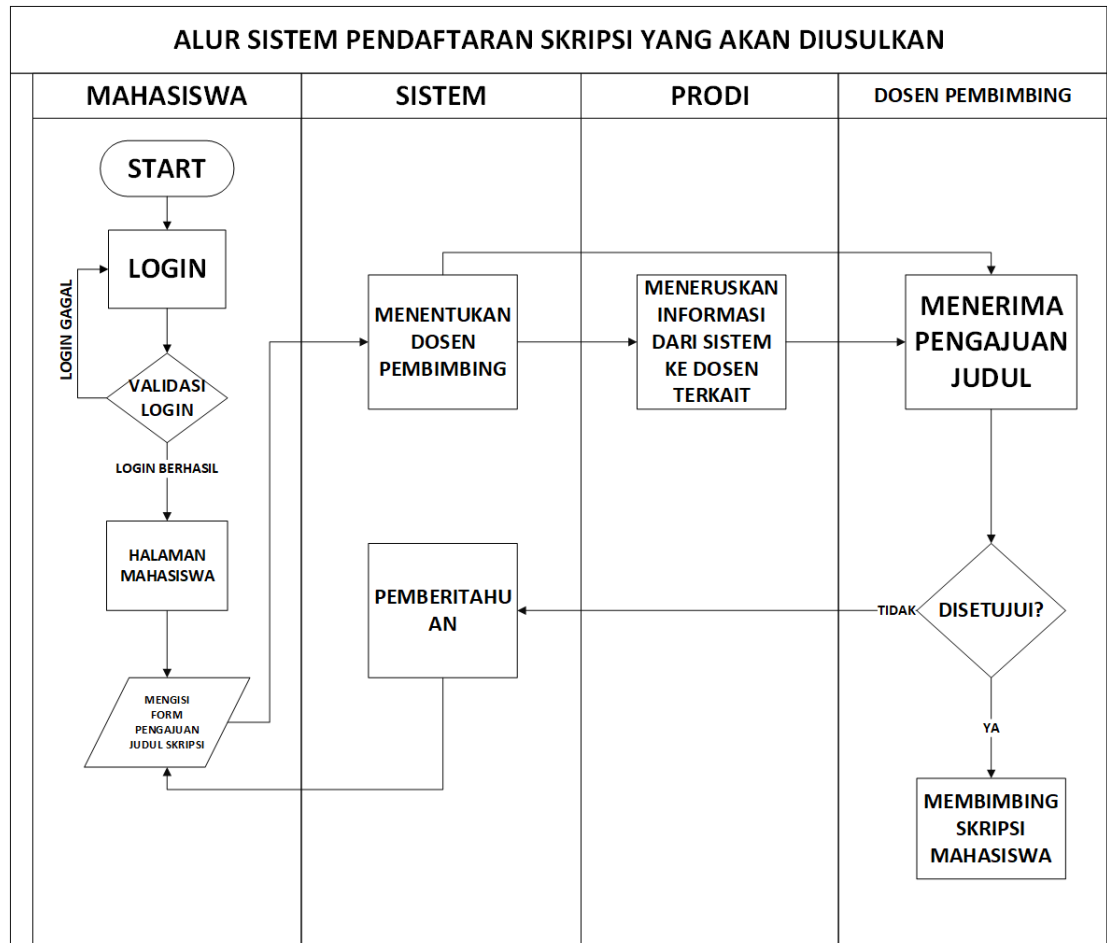 ALUR SISTEM PENDAFTARAN SKRIPSI YANG AKAN DIUSULKAN
MAHASISWA
SISTEM
PRODI
DOSEN PEMBIMBING
START
LOGIN
LOGIN GAGAL
VALIDASI
LOGIN
LOGIN BERHASIL
HALAMAN
MAHASISWA
MENGISI
FORM
PENGAJUAN
JUDUL SKRIPSI
MENENTUKAN
DOSEN
PEMBIMBING
PEMBERITAHU
AN
MENERUSKAN
INFORMASI
DARI SISTEM
KE DOSEN
TERKAIT
MENERIMA
PENGAJUAN
JUDUL
DISETUJUI?
TIDAK
YA
MEMBIMBING
SKRIPSI
MAHASISWA